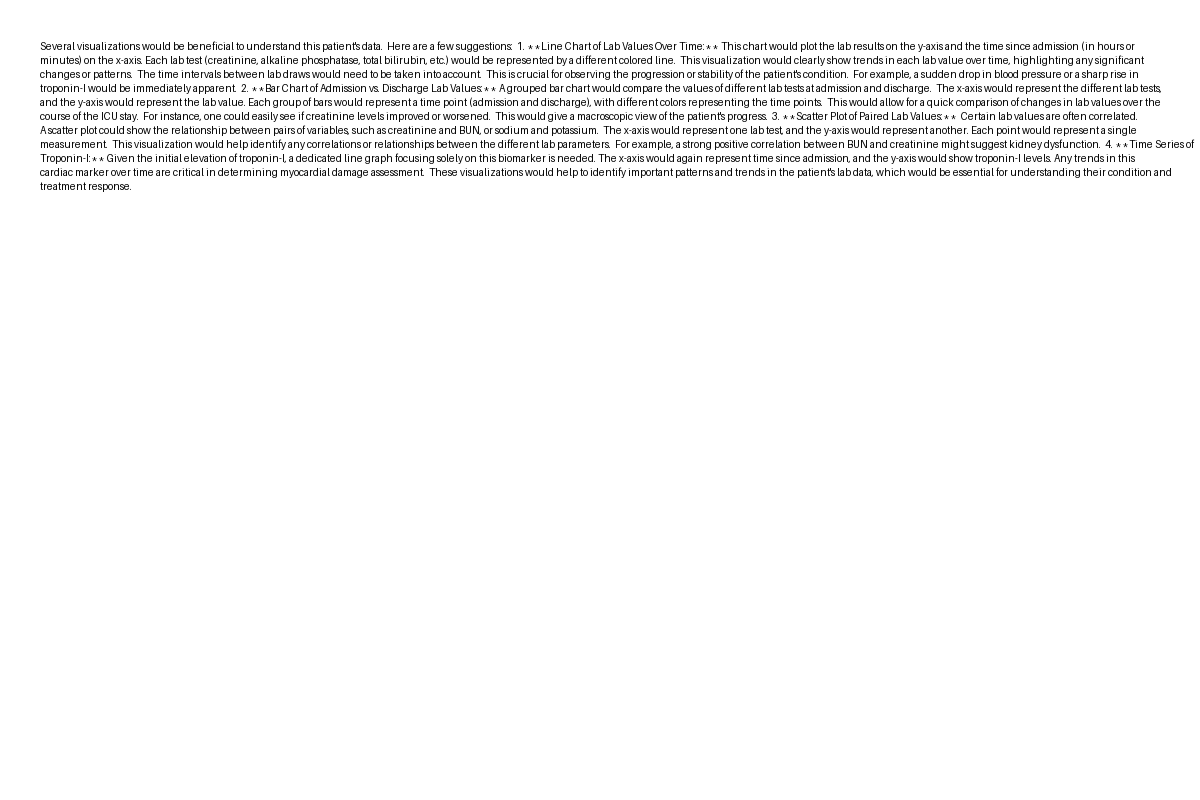 Several visualizations would be beneficial to understand this patient's data.  Here are a few suggestions:  1. **Line Chart of Lab Values Over Time:** This chart would plot the lab results on the y-axis and the time since admission (in hours or
minutes) on the x-axis. Each lab test (creatinine, alkaline phosphatase, total bilirubin, etc.) would be represented by a different colored line.  This visualization would clearly show trends in each lab value over time, highlighting any significant
changes or patterns.  The time intervals between lab draws would need to be taken into account.  This is crucial for observing the progression or stability of the patient's condition.  For example, a sudden drop in blood pressure or a sharp rise in
troponin-I would be immediately apparent.  2. **Bar Chart of Admission vs. Discharge Lab Values:** A grouped bar chart would compare the values of different lab tests at admission and discharge.  The x-axis would represent the different lab tests,
and the y-axis would represent the lab value. Each group of bars would represent a time point (admission and discharge), with different colors representing the time points.  This would allow for a quick comparison of changes in lab values over the
course of the ICU stay.  For instance, one could easily see if creatinine levels improved or worsened.  This would give a macroscopic view of the patient's progress.  3. **Scatter Plot of Paired Lab Values:**  Certain lab values are often correlated.
A scatter plot could show the relationship between pairs of variables, such as creatinine and BUN, or sodium and potassium.  The x-axis would represent one lab test, and the y-axis would represent another. Each point would represent a single
measurement.  This visualization would help identify any correlations or relationships between the different lab parameters.  For example, a strong positive correlation between BUN and creatinine might suggest kidney dysfunction.  4. **Time Series of
Troponin-I:** Given the initial elevation of troponin-I, a dedicated line graph focusing solely on this biomarker is needed. The x-axis would again represent time since admission, and the y-axis would show troponin-I levels. Any trends in this
cardiac marker over time are critical in determining myocardial damage assessment.  These visualizations would help to identify important patterns and trends in the patient's lab data, which would be essential for understanding their condition and
treatment response.